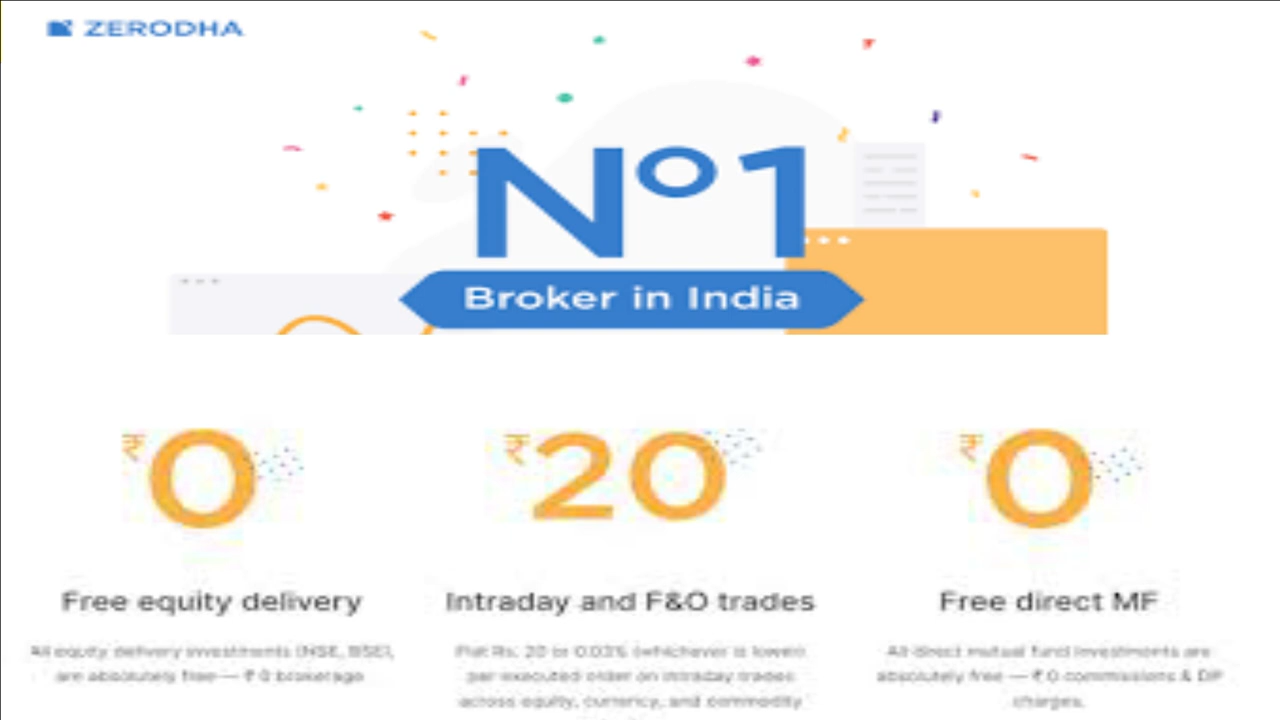 ZERODHA
Nº1
Broker in India
₹0
₹20
₹0
Free equity delivery
Intraday and F&O trades
Free direct MF
All equity delivery investments (NSE, BSE),
are absolutely free — ₹ 0 brokerage.
Flat Rs. 20 or 0.03% (whichever is lower)
per executed order on intraday trades
across equity, currency, and commodity
All direct mutual fund investments are
absolutely free — ₹ 0 commissions & DP
charges.